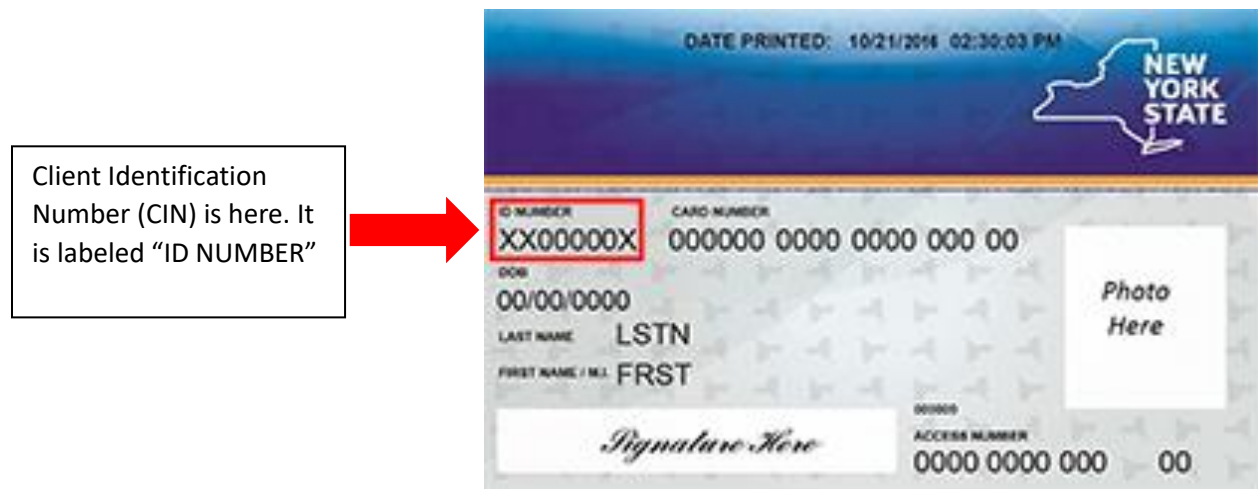 Client Identification
Number (CIN) is here. It
is labeled “ID NUMBER”
DATE PRINTED: 10/21/2016 02:30:03 PM
NEW
YORK
STATE
ID NUMBER
CARD NUMBER
XX00000X
000000 0000 0000 000 00
DOB
00/00/0000
LAST NAME LSTN
FIRST NAME / M.I. FRST
Photo
Here
Signature Here
ACCESS NUMBER
0000 0000 000 00